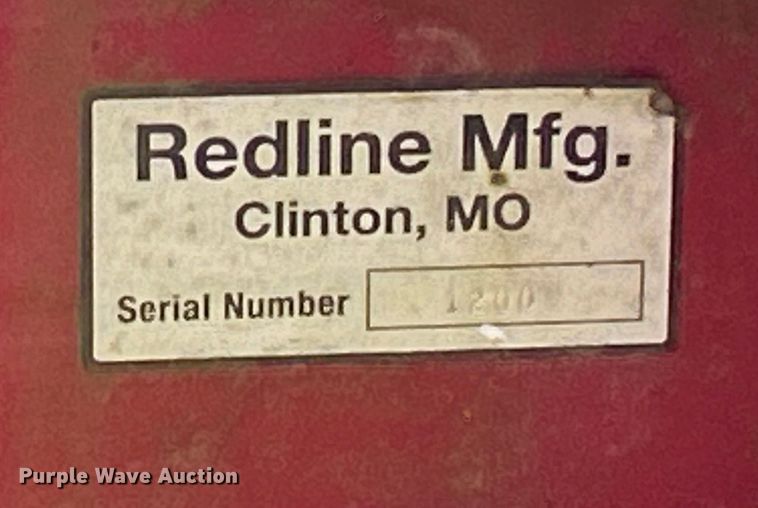 Redline Mfg.
Clinton, MO
Serial Number 1200
Purple Wave Auction